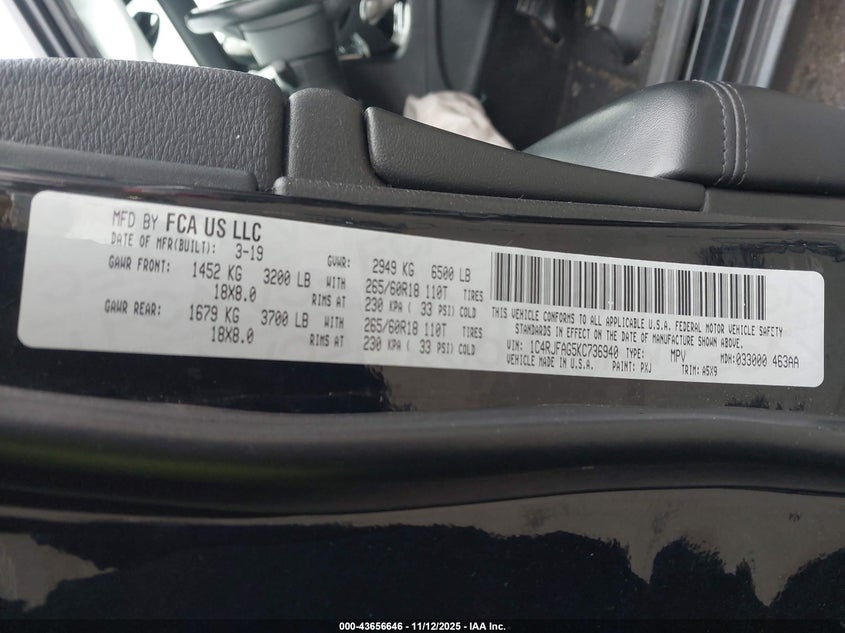 MFD BY FCA US LLC
DATE OF MFR(BUILT): 3-19 GVWR: 2949 KG 6500 LB
GAWR FRONT: 1452 KG 3200 LB WITH 265/60R18 110T TIRES
18X8.0 RIMS AT 230 KPA ( 33 PSI) COLD
GAWR REAR: 1679 KG 3700 LB WITH 265/60R18 110T TIRES
18X8.0 RIMS AT 230 KPA ( 33 PSI) COLD
THIS VEHICLE CONFORMS TO ALL APPLICABLE U.S.A. FEDERAL MOTOR VEHICLE SAFETY
STANDARDS IN EFFECT ON THE DATE OF MANUFACTURE SHOWN ABOVE.
VIN: 1C4RJFAG5KC736940 TYPE: MPV MDH:033000 463AA
VEHICLE MADE IN U.S.A. PAINT: PXJ TRIM: A5X9
000-43656646 - 11/12/2025 - IAA Inc.